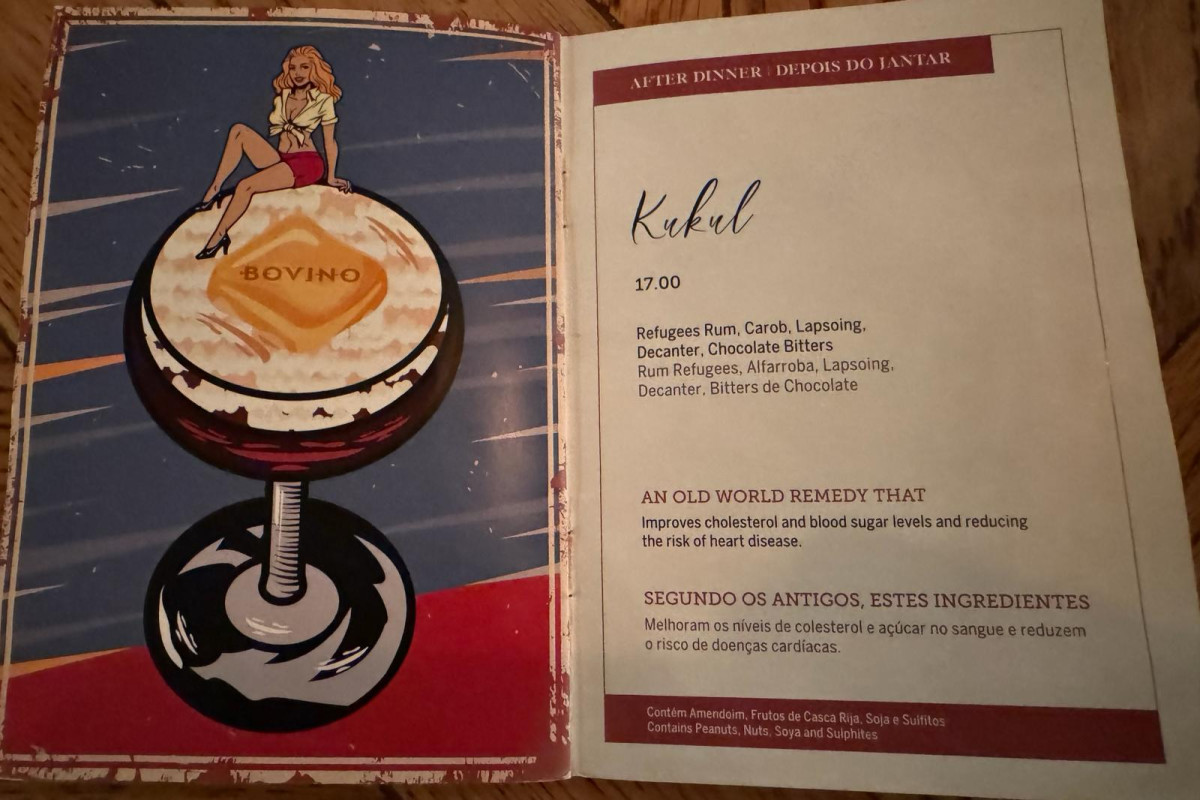 BOVINO
AFTER DINNER | DEPOIS DO JANTAR
Kukul
17.00
Refugees Rum, Carob, Lapsoing,
Decanter, Chocolate Bitters
Rum Refugees, Alfarroba, Lapsoing,
Decanter, Bitters de Chocolate
AN OLD WORLD REMEDY THAT
Improves cholesterol and blood sugar levels and reducing
the risk of heart disease.
SEGUNDO OS ANTIGOS, ESTES INGREDIENTES
Melhoram os níveis de colesterol e açúcar no sangue e reduzem
o risco de doenças cardíacas.
Contém Amendoim, Frutos de Casca Rija, Soja e Sulfitos
Contains Peanuts, Nuts, Soya and Sulphites